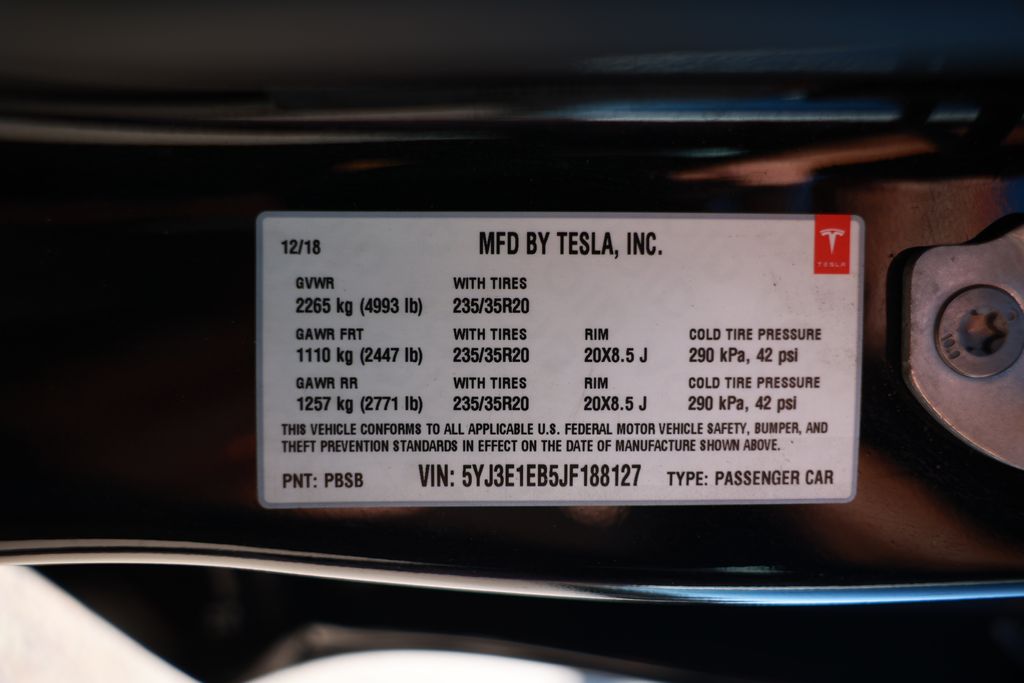 12/18 MFD BY TESLA, INC.
TESLA
GVWR WITH TIRES
2265 kg (4993 lb) 235/35R20
GAWR FRT WITH TIRES RIM COLD TIRE PRESSURE
1110 kg (2447 lb) 235/35R20 20X8.5 J 290 kPa, 42 psi
GAWR RR WITH TIRES RIM COLD TIRE PRESSURE
1257 kg (2771 lb) 235/35R20 20X8.5 J 290 kPa, 42 psi
THIS VEHICLE CONFORMS TO ALL APPLICABLE U.S. FEDERAL MOTOR VEHICLE SAFETY, BUMPER, AND
THEFT PREVENTION STANDARDS IN EFFECT ON THE DATE OF MANUFACTURE SHOWN ABOVE.
PNT: PBSB VIN: 5YJ3E1EB5JF188127 TYPE: PASSENGER CAR